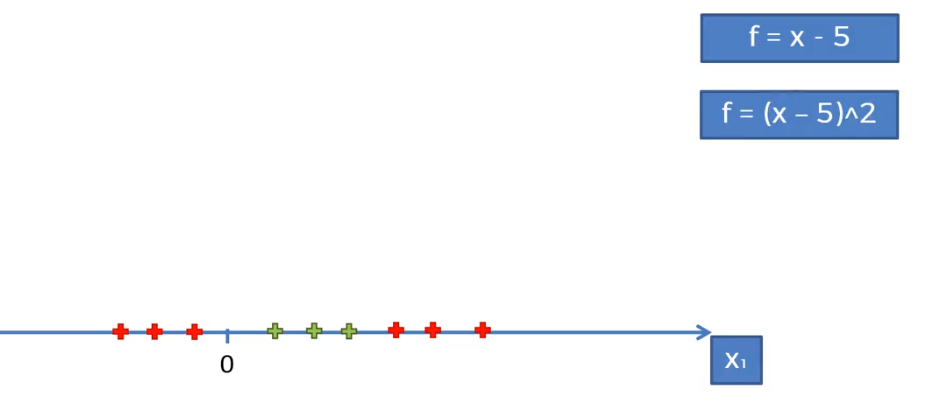 f = x - 5
f = (x – 5)^2
0
X₁